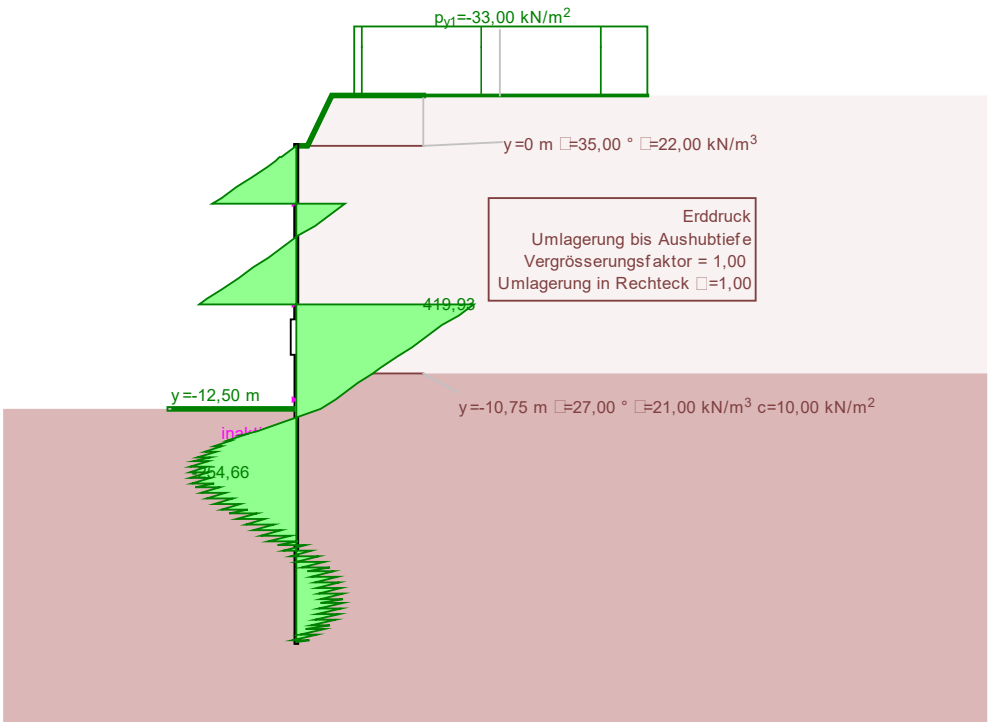 py1=-33,00 kN/m²
y=0 m □=35,00 ° □=22,00 kN/m³
Erddruck
Umlagerung bis Aushubtiefe
Vergrösserungsfaktor = 1,00
Umlagerung in Rechteck □=1,00
419,93
y=-12,50 m
y=-10,75 m □=27,00 ° □=21,00 kN/m³ c=10,00 kN/m²